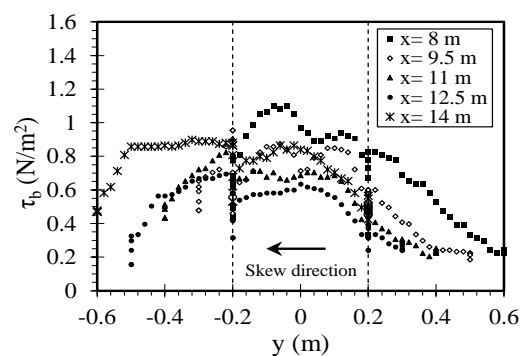 1.6
1.4
1.2
1
0.8
0.6
0.4
0.2
0
τb (N/m²)
x= 8 m
x= 9.5 m
x= 11 m
x= 12.5 m
x= 14 m
Skew direction
-0.6 -0.4 -0.2 0 0.2 0.4 0.6
y (m)